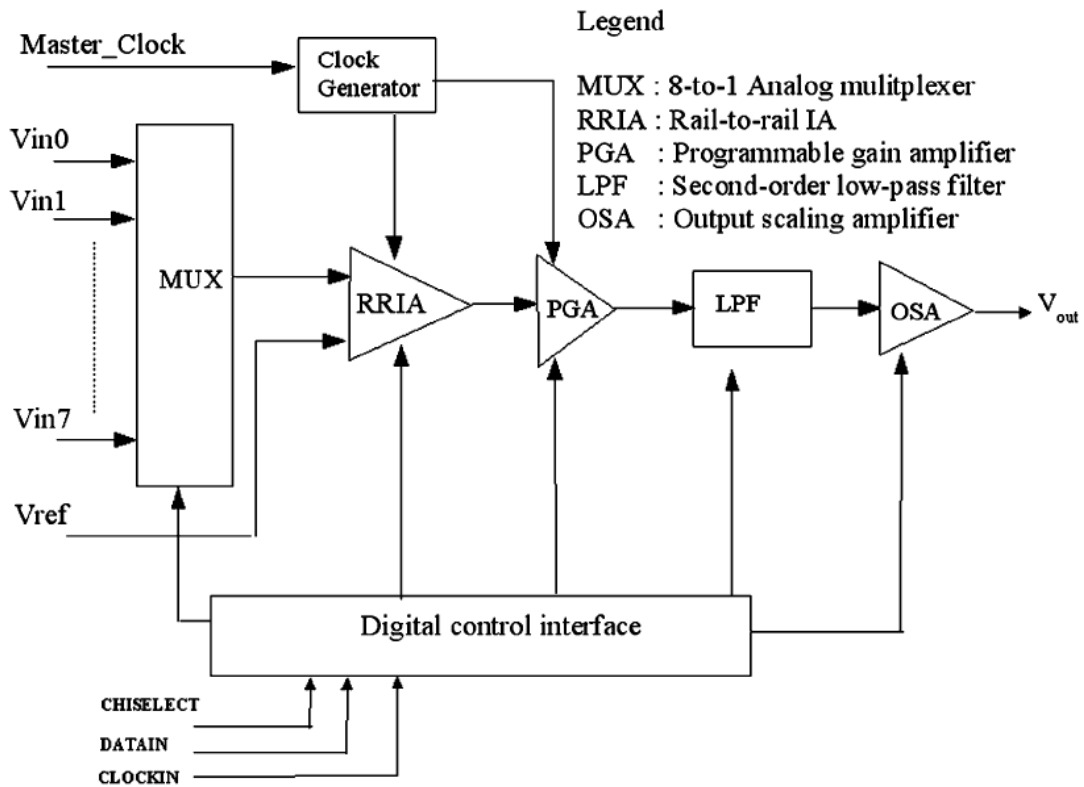 Legend
Master_Clock
Clock
Generator
MUX : 8-to-1 Analog mulitplexer
RRIA : Rail-to-rail IA
PGA : Programmable gain amplifier
LPF : Second-order low-pass filter
OSA : Output scaling amplifier
Vin0
Vin1
MUX
RRIA
PGA
LPF
OSA
Vout
Vin7
Vref
Digital control interface
CHISELECT
DATAIN
CLOCKIN